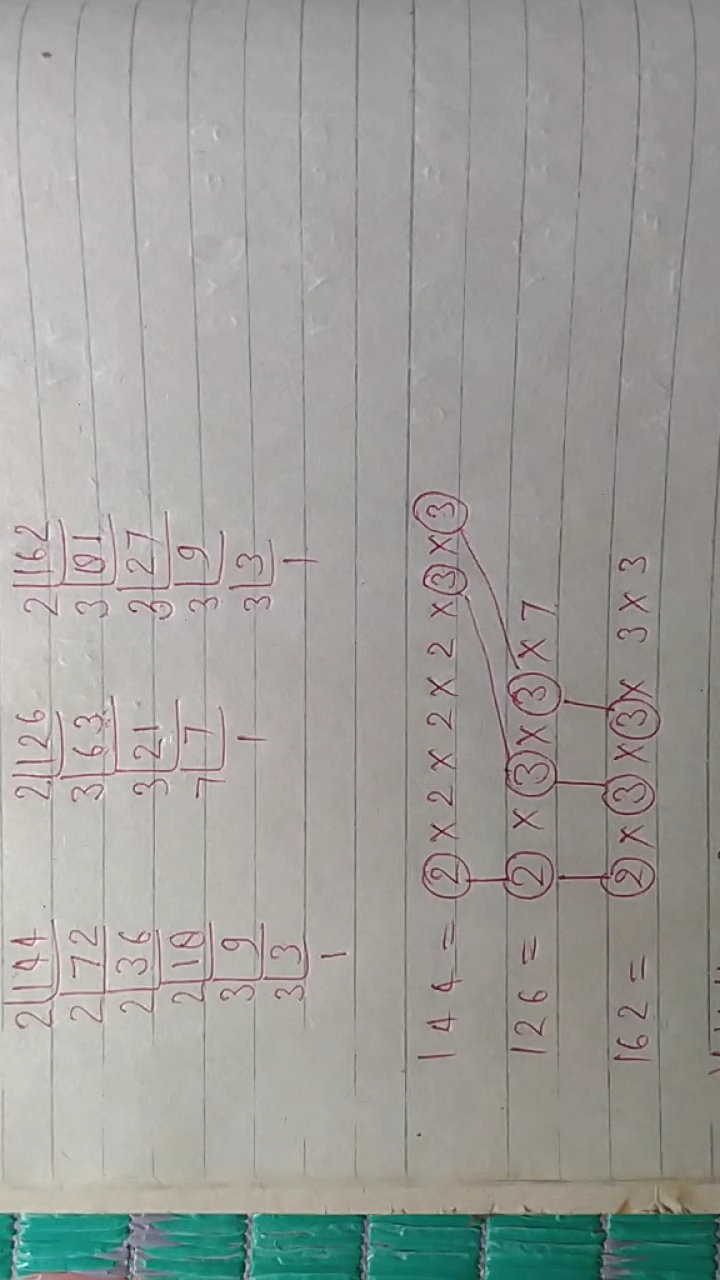 2|144 2|126 2|162
2|72 3|63 3|81
2|36 3|21 3|27
2|18 7|7 3|9
3|9 1 3|3
3|3 1
1
144 = 2 × 2 × 2 × 2 × 3 × 3
126 = 2 × 3 × 3 × 7
162 = 2 × 3 × 3 × 3 × 3